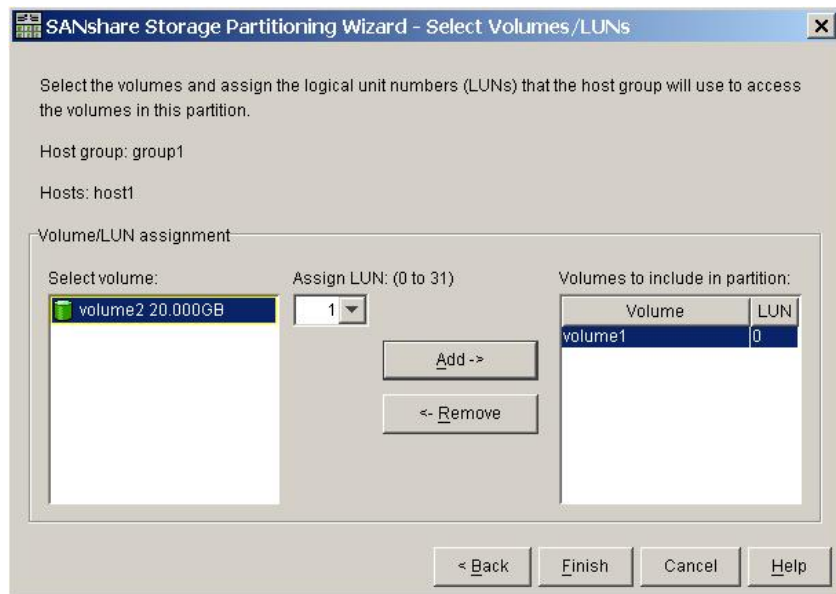 SANshare Storage Partitioning Wizard - Select Volumes/LUNs
Select the volumes and assign the logical unit numbers (LUNs) that the host group will use to access
the volumes in this partition.
Host group: group1
Hosts: host1
Volume/LUN assignment
Select volume:
Assign LUN: (0 to 31)
Volumes to include in partition:
volume2 20.000GB
1
Volume LUN
volume1 0
Add ->
<- Remove
< Back Finish Cancel Help